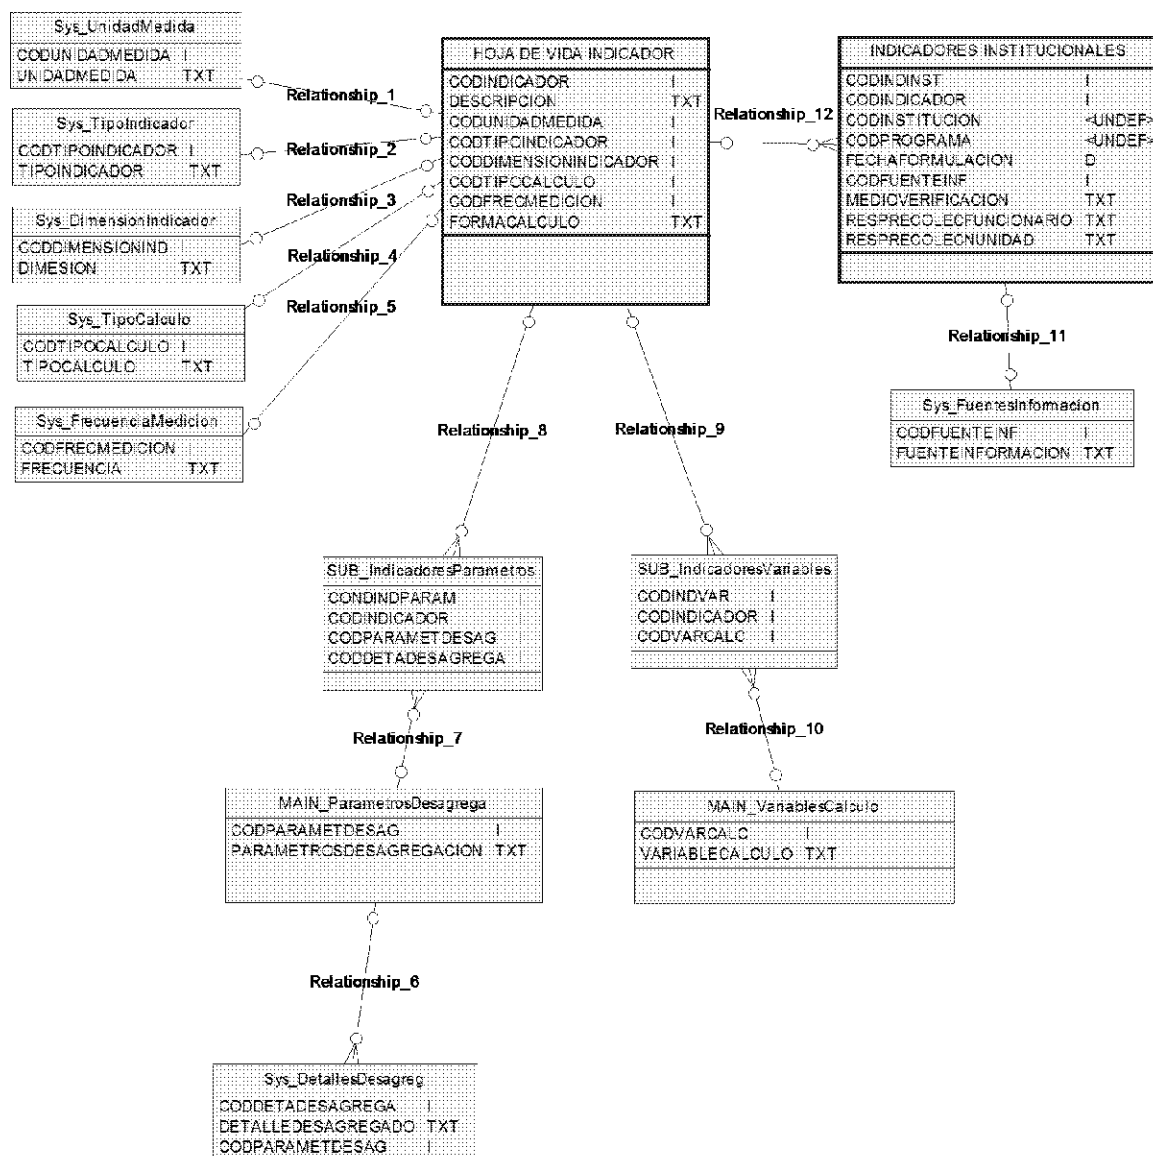 Sys_UnidadMedida
CODUNIDADMEDIDA I
UNIDADMEDIDA TXT
Relationship_1
Sys_TipoIndicador
CODTIPOINDICADOR I
TIPOINDICADOR TXT
Relationship_2
Sys_DimensionIndicador
CODDIMENSIONIND I
DIMESION TXT
Relationship_3
Sys_TipoCalculo
CODTIPOCALCULO I
TIPOCALCULO TXT
Relationship_4
Sys_FrecuenciaMedicion
CODFRECMEDICION I
FRECUENCIA TXT
Relationship_5
HOJA DE VIDA INDICADOR
CODINDICADOR I
DESCRIPCION TXT
CODUNIDADMEDIDA I
CODTIPOINDICADOR I
CODDIMENSIONINDICADOR I
CODTIPOCALCULO I
CODFRECMEDICION I
FORMACALCULO TXT
Relationship_12
INDICADORES INSTITUCIONALES
CODINDINST I
CODINDICADOR I
CODINSTITUCION <UNDEF>
CODPROGRAMA <UNDEF>
FECHAFORMULACION D
CODFUENTEINF I
MEDIOVERIFICACION TXT
RESPRECOLECFUNCIONARIO TXT
RESPRECOLECNUNIDAD TXT
Relationship_11
Sys_FuentesInformacion
CODFUENTEINF I
FUENTEINFORMACION TXT
Relationship_8
Relationship_9
SUB_IndicadoresParametros
CONDINDPARAM I
CODINDICADOR I
CODPARAMETDESAG I
CODDETADESAGREGA I
SUB_IndicadoresVariables
CODINDVAR I
CODINDICADOR I
CODVARCALC I
Relationship_7
Relationship_10
MAIN_ParametrosDesagrega
CODPARAMETDESAG I
PARAMETROSDESAGREGACION TXT
MAIN_VariablesCalculo
CODVARCALC I
VARIABLECALCULO TXT
Relationship_6
Sys_DetallesDesagreg
CODDETADESAGREGA I
DETALLEDESAGREGADO TXT
CODPARAMETDESAG I